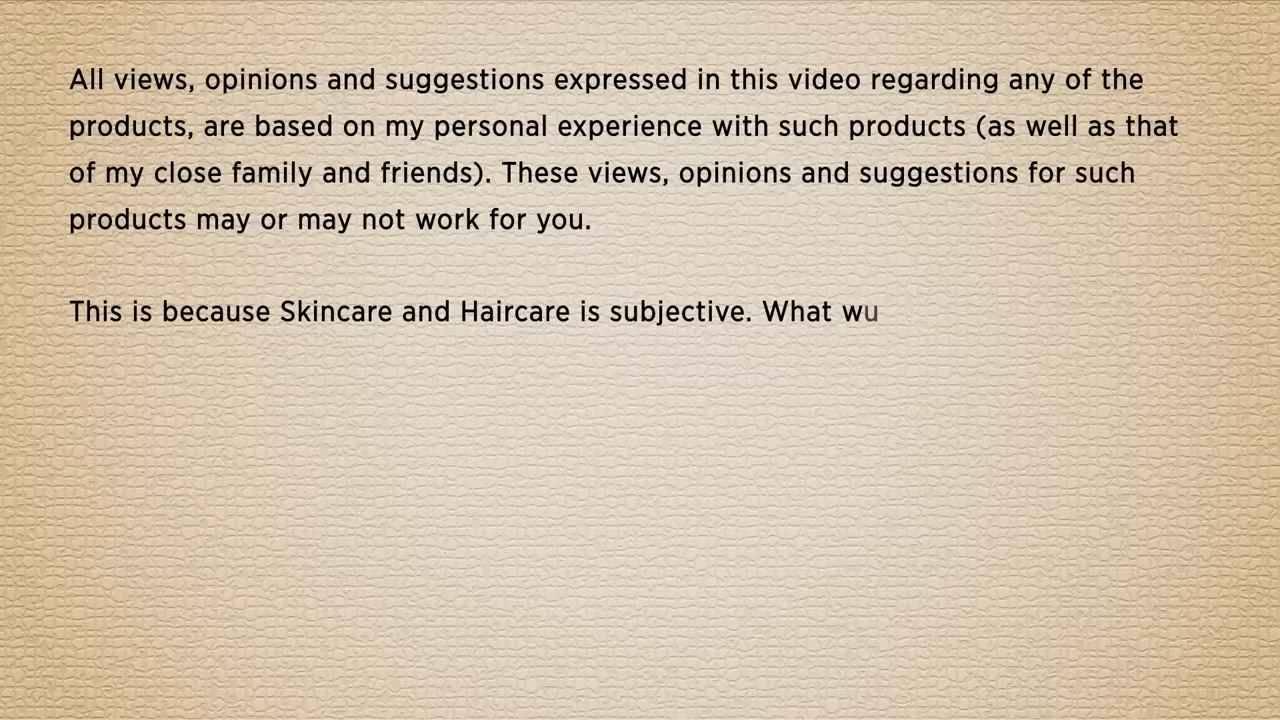 All views, opinions and suggestions expressed in this video regarding any of the
products, are based on my personal experience with such products (as well as that
of my close family and friends). These views, opinions and suggestions for such
products may or may not work for you.
This is because Skincare and Haircare is subjective. What wu